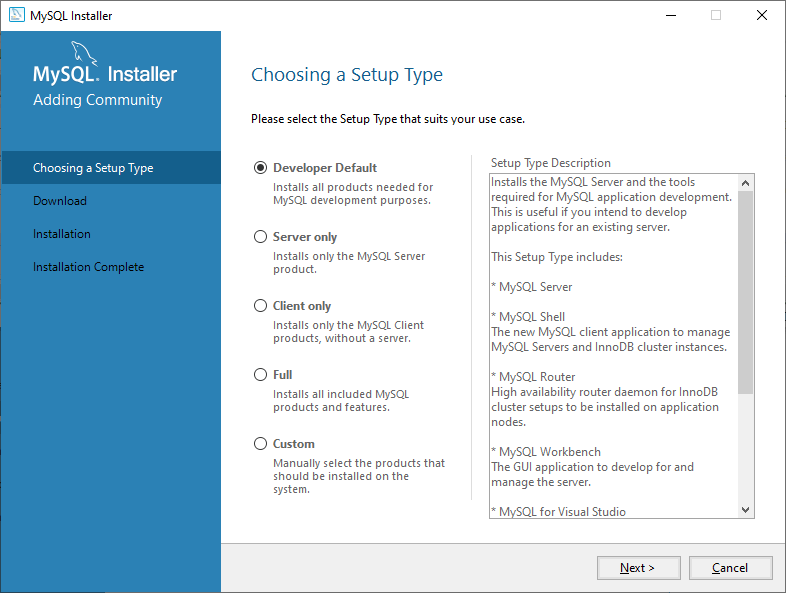 MySQL Installer
MySQL. Installer
Adding Community
Choosing a Setup Type
Download
Installation
Installation Complete
Choosing a Setup Type
Please select the Setup Type that suits your use case.
Developer Default
Installs all products needed for
MySQL development purposes.
Server only
Installs only the MySQL Server
product.
Client only
Installs only the MySQL Client
products, without a server.
Full
Installs all included MySQL
products and features.
Custom
Manually select the products that
should be installed on the
system.
Setup Type Description
Installs the MySQL Server and the tools
required for MySQL application development.
This is useful if you intend to develop
applications for an existing server.
This Setup Type includes:
* MySQL Server
* MySQL Shell
The new MySQL client application to manage
MySQL Servers and InnoDB cluster instances.
* MySQL Router
High availability router daemon for InnoDB
cluster setups to be installed on application
nodes.
* MySQL Workbench
The GUI application to develop for and
manage the server.
* MySQL for Visual Studio
Next >
Cancel